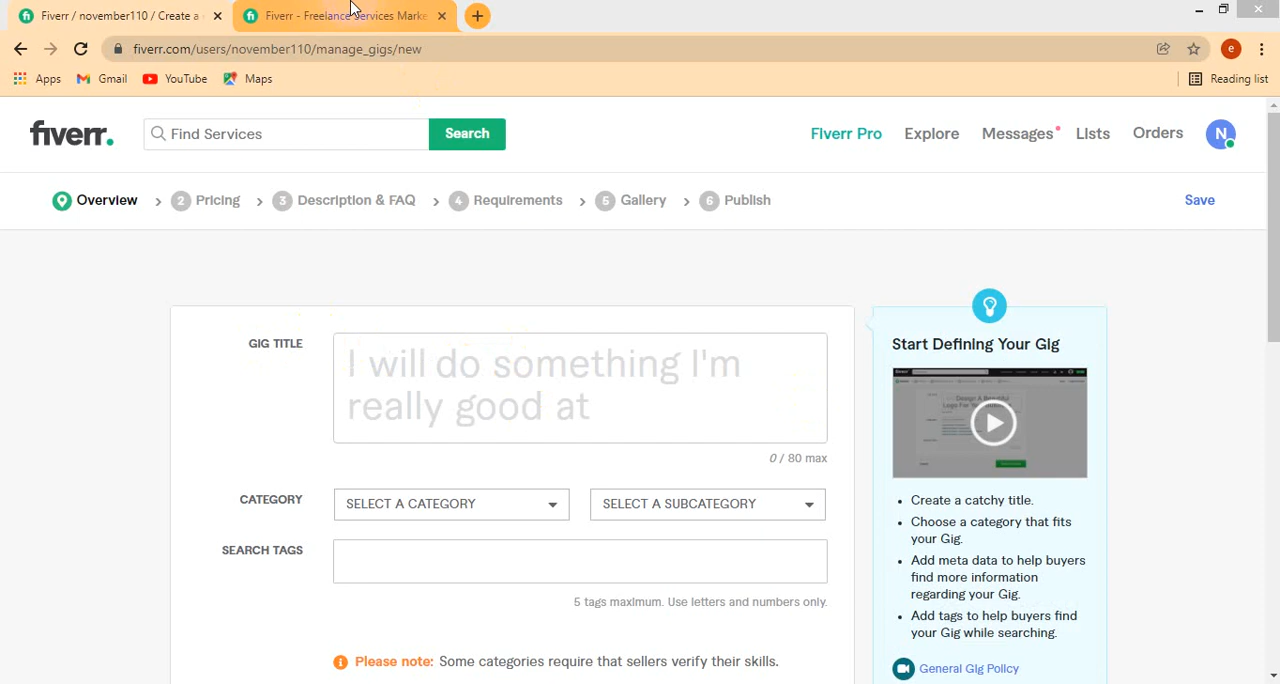 Fiverr / november110 / Create a
Fiverr - Freelance Services Marke
fiverr.com/users/november110/manage_gigs/new
e
Apps
Gmail
YouTube
Maps
Reading list
fiverr.
Find Services
Search
Fiverr Pro
Explore
Messages
Lists
Orders
N
Overview
2 Pricing
3 Description & FAQ
4 Requirements
5 Gallery
6 Publish
Save
GIG TITLE
I will do something I'm
really good at
0 / 80 max
CATEGORY
SELECT A CATEGORY
SELECT A SUBCATEGORY
SEARCH TAGS
5 tags maximum. Use letters and numbers only.
Please note: Some categories require that sellers verify their skills.
Start Defining Your Gig
• Create a catchy title.
• Choose a category that fits
your Gig.
• Add meta data to help buyers
find more information
regarding your Gig.
• Add tags to help buyers find
your Gig while searching.
General Gig Policy